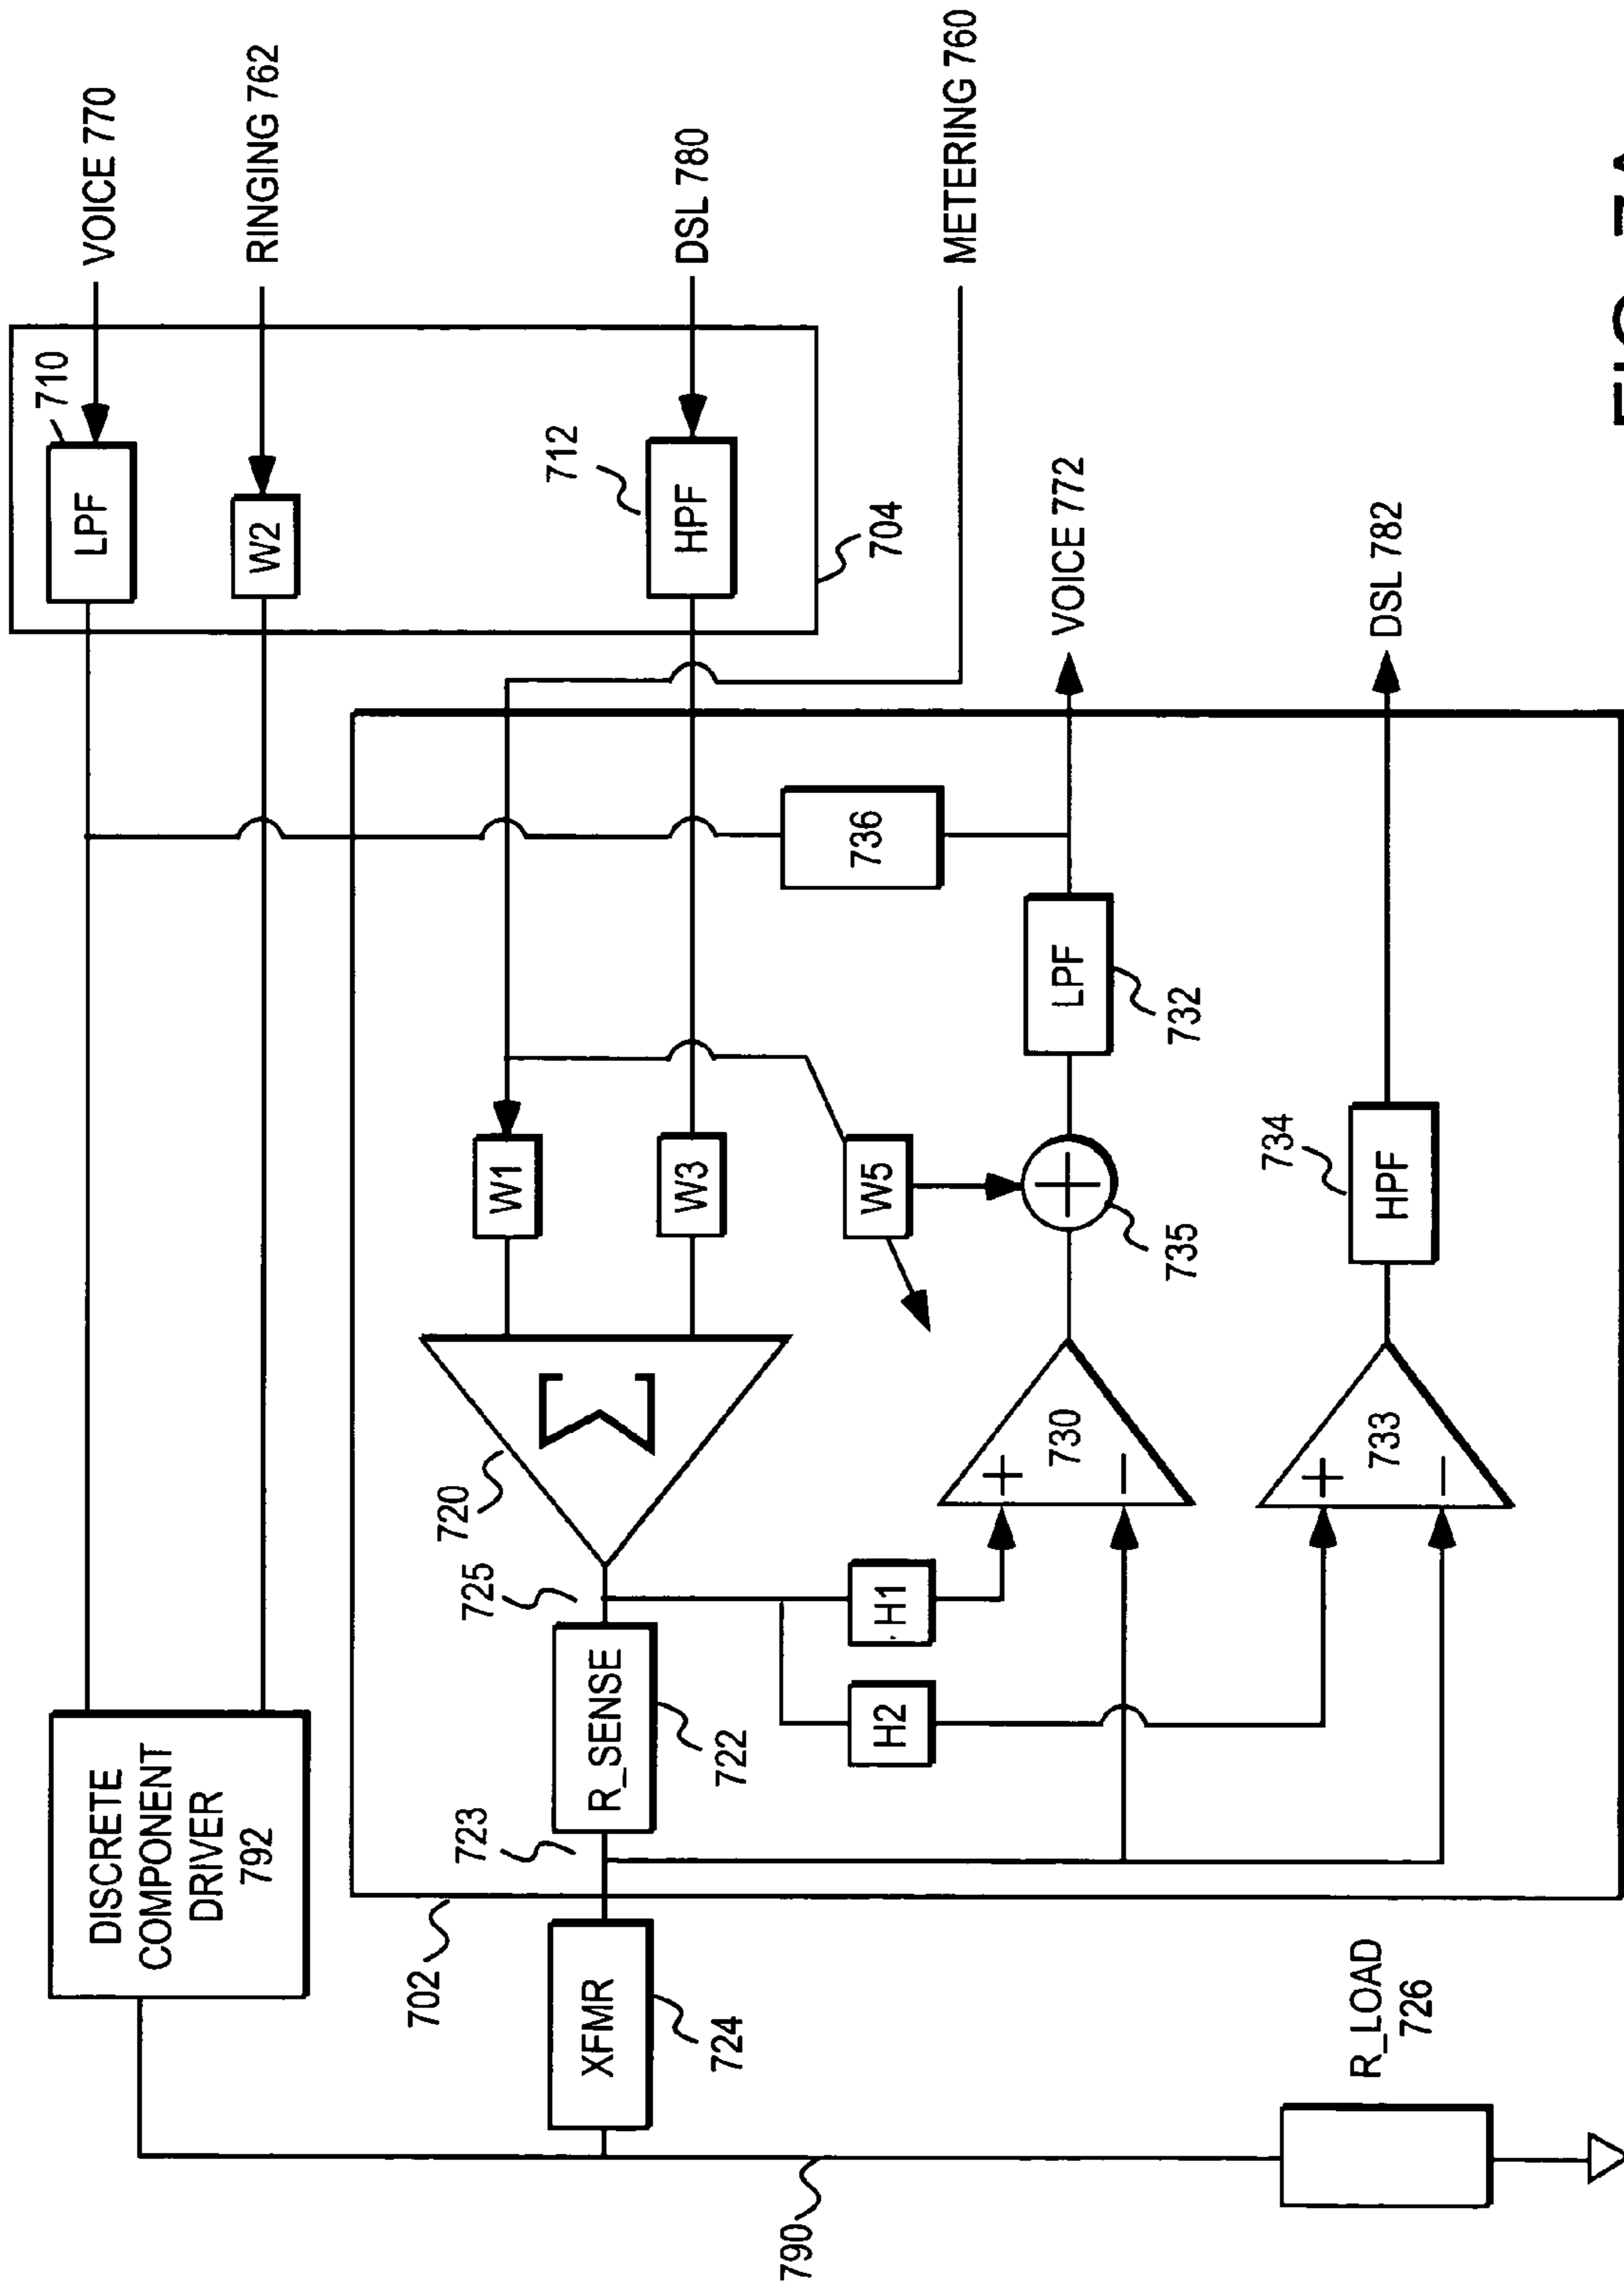 DISCRETE
COMPONENT
DRIVER
792
LPF
710
VOICE 770
W2
RINGING 762
702
723
725
720
XFMR
724
R_SENSE
722
Σ
W1
W3
HPF
712
DSL 780
704
METERING 760
H1
H2
W5
736
+
730
−
+
735
LPF
732
VOICE 772
+
733
−
HPF
734
DSL 782
790
R_LOAD
726